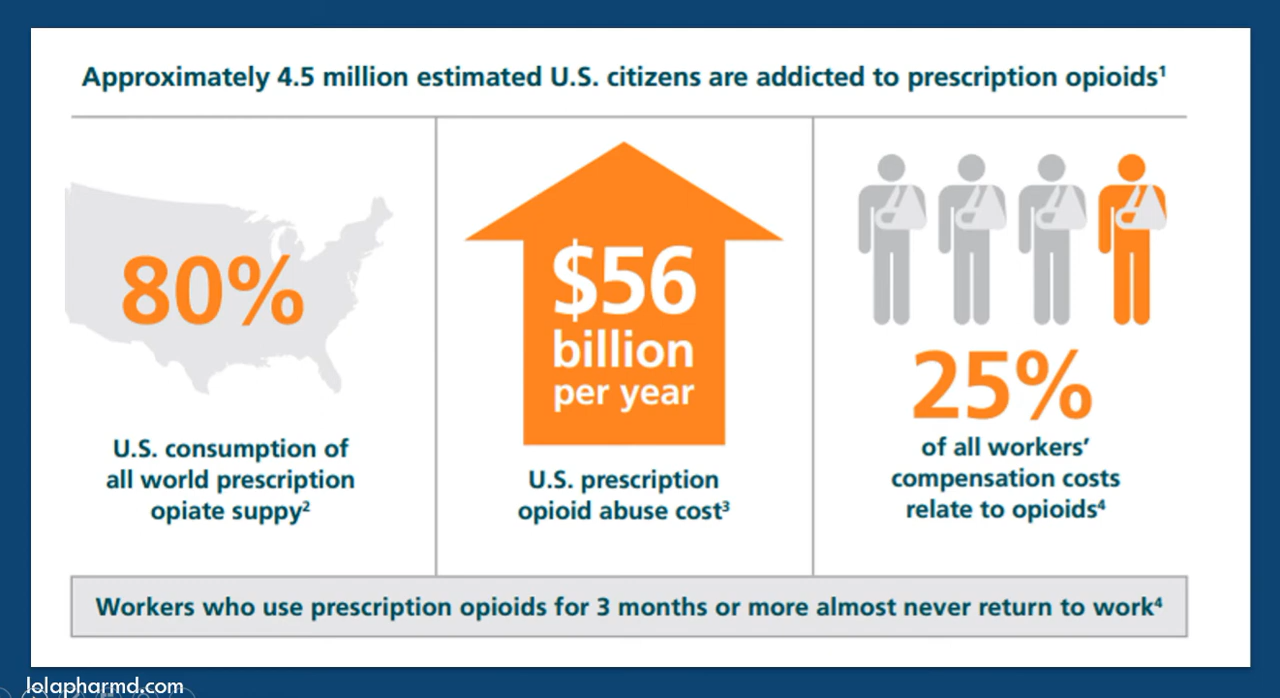 Approximately 4.5 million estimated U.S. citizens are addicted to prescription opioids¹
80%
U.S. consumption of
all world prescription
opiate suppy²
$56
billion
per year
U.S. prescription
opioid abuse cost³
25%
of all workers’
compensation costs
relate to opioids⁴
Workers who use prescription opioids for 3 months or more almost never return to work⁴
lolapharmd.com